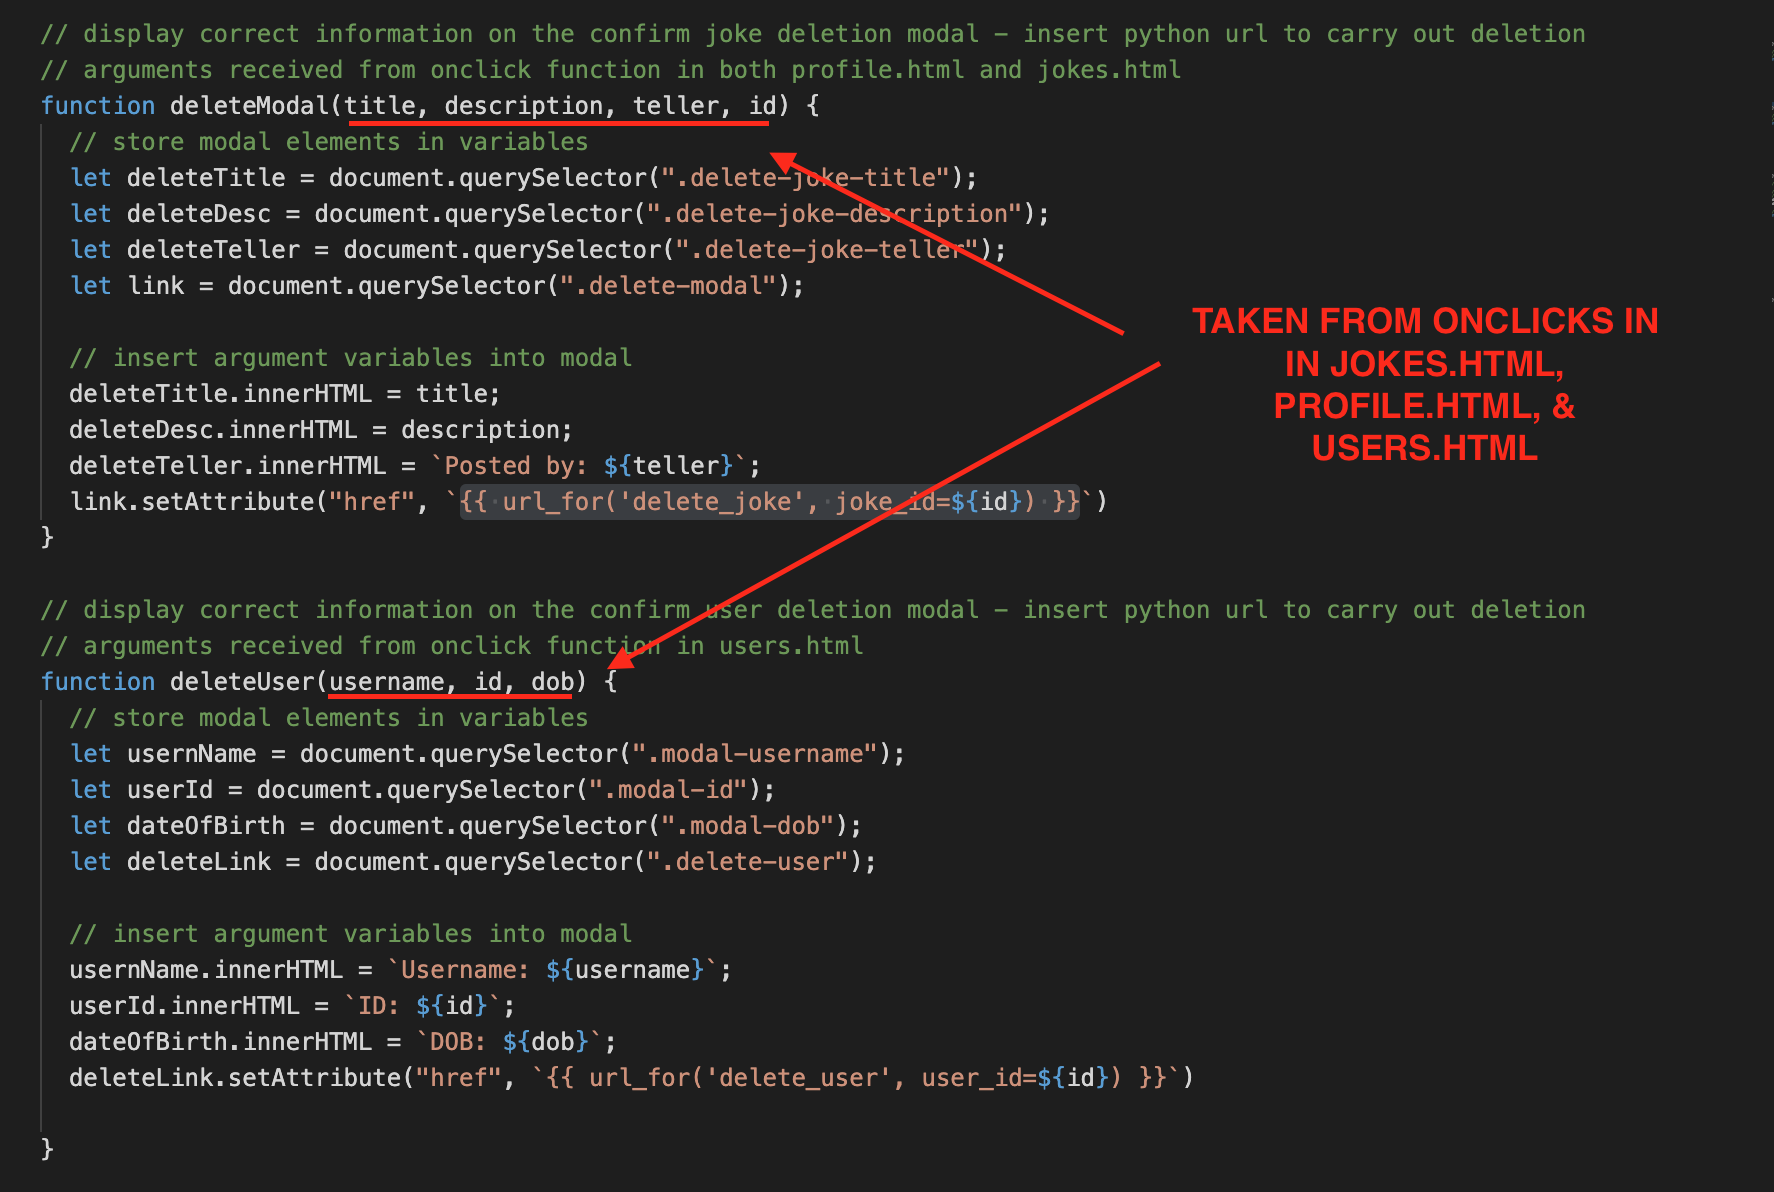 // display correct information on the confirm joke deletion modal – insert python url to carry out deletion
// arguments received from onclick function in both profile.html and jokes.html
function deleteModal(title, description, teller, id) {
// store modal elements in variables
let deleteTitle = document.querySelector(".delete-joke-title");
let deleteDesc = document.querySelector(".delete-joke-description");
let deleteTeller = document.querySelector(".delete-joke-teller");
let link = document.querySelector(".delete-modal");
// insert argument variables into modal
deleteTitle.innerHTML = title;
deleteDesc.innerHTML = description;
deleteTeller.innerHTML = `Posted by: ${teller}`;
link.setAttribute("href", `{{ url_for('delete_joke', joke_id=${id}) }}`)
}
TAKEN FROM ONCLICKS IN
IN JOKES.HTML,
PROFILE.HTML, &
USERS.HTML
// display correct information on the confirm user deletion modal – insert python url to carry out deletion
// arguments received from onclick function in users.html
function deleteUser(username, id, dob) {
// store modal elements in variables
let usernName = document.querySelector(".modal-username");
let userId = document.querySelector(".modal-id");
let dateOfBirth = document.querySelector(".modal-dob");
let deleteLink = document.querySelector(".delete-user");
// insert argument variables into modal
usernName.innerHTML = `Username: ${username}`;
userId.innerHTML = `ID: ${id}`;
dateOfBirth.innerHTML = `DOB: ${dob}`;
deleteLink.setAttribute("href", `{{ url_for('delete_user', user_id=${id}) }}`)
}